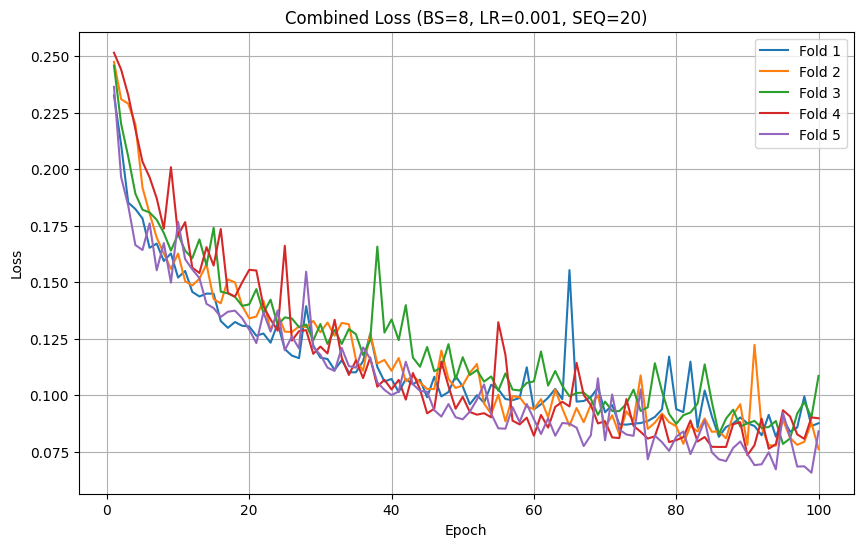 Combined Loss (BS=8, LR=0.001, SEQ=20)
Fold 1
Fold 2
Fold 3
Fold 4
Fold 5
Loss
0.250
0.225
0.200
0.175
0.150
0.125
0.100
0.075
0
20
40
60
80
100
Epoch